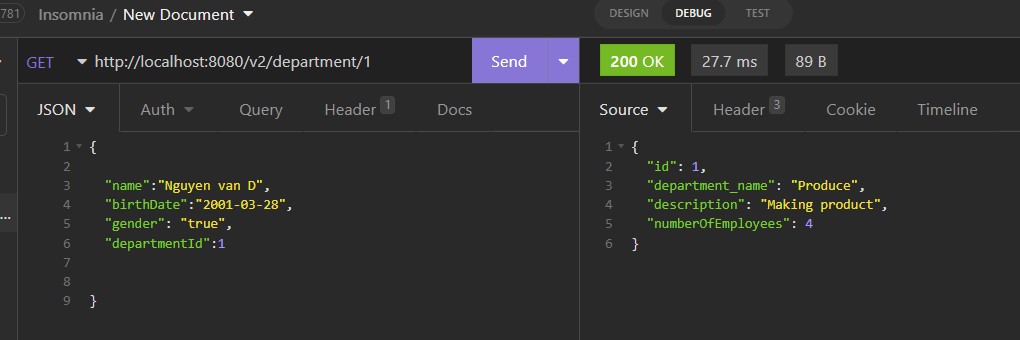 781 Insomnia / New Document DESIGN DEBUG TEST
GET http://localhost:8080/v2/department/1 Send 200 OK 27.7 ms 89 B
JSON Auth Query Header 1 Docs
Source Header 3 Cookie Timeline
1 {
2
3 "name":"Nguyen van D",
4 "birthDate":"2001-03-28",
5 "gender": "true",
6 "departmentId":1
7
8
9 }
1 {
2 "id": 1,
3 "department_name": "Produce",
4 "description": "Making product",
5 "numberOfEmployees": 4
6 }
...